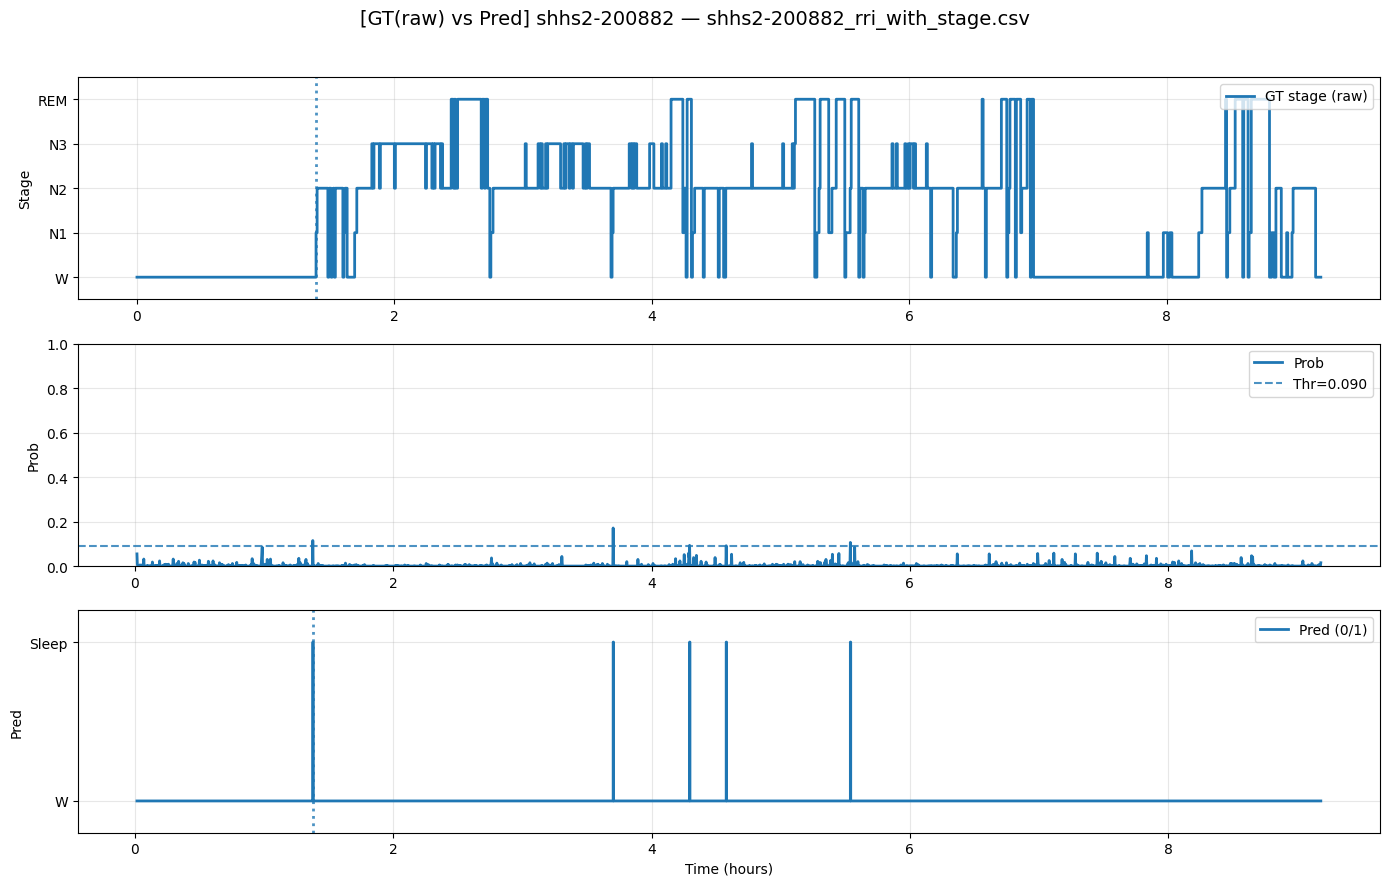 [GT(raw) vs Pred] shhs2-200882 — shhs2-200882_rri_with_stage.csv
REM
N3
N2
N1
W
Stage
GT stage (raw)
0 2 4 6 8
1.0
0.8
0.6
0.4
0.2
0.0
Prob
Prob
Thr=0.090
0 2 4 6 8
Sleep
W
Pred
Pred (0/1)
0 2 4 6 8
Time (hours)